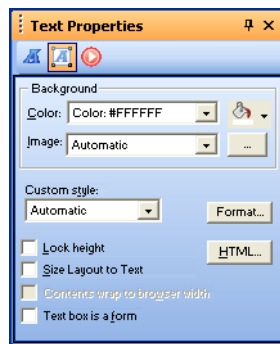 Text Properties
Background
Color: Color: #FFFFFF
Image: Automatic ...
Custom style:
Automatic Format...
Lock height HTML...
Size Layout to Text
Contents wrap to browser width
Text box is a form